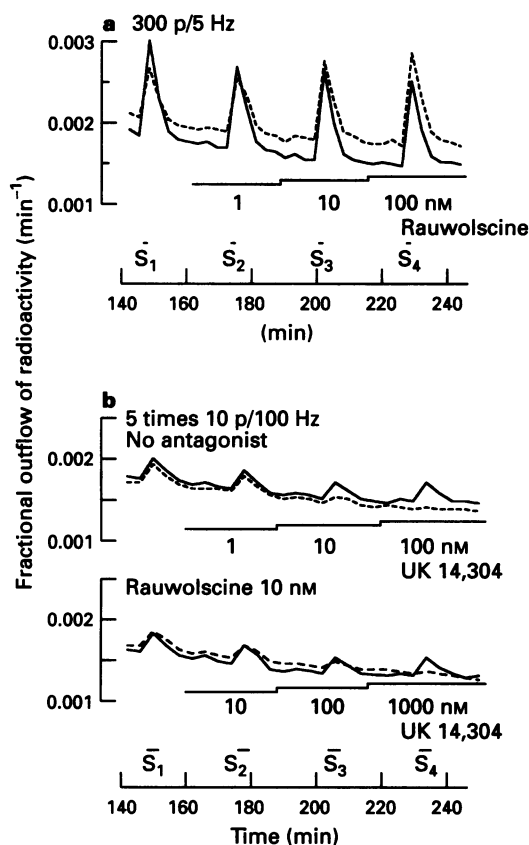 a 300 p/5 Hz
0.003
0.002
0.001
1 10 100 nM
Rauwolscine
S1 S2 S3 S4
140 160 180 200 220 240
(min)
Fractional outflow of radioactivity (min⁻¹)
b
5 times 10 p/100 Hz
No antagonist
0.002
0.001
1 10 100 nM
UK 14,304
Rauwolscine 10 nM
0.002
0.001
10 100 1000 nM
UK 14,304
S1 S2 S3 S4
140 160 180 200 220 240
Time (min)